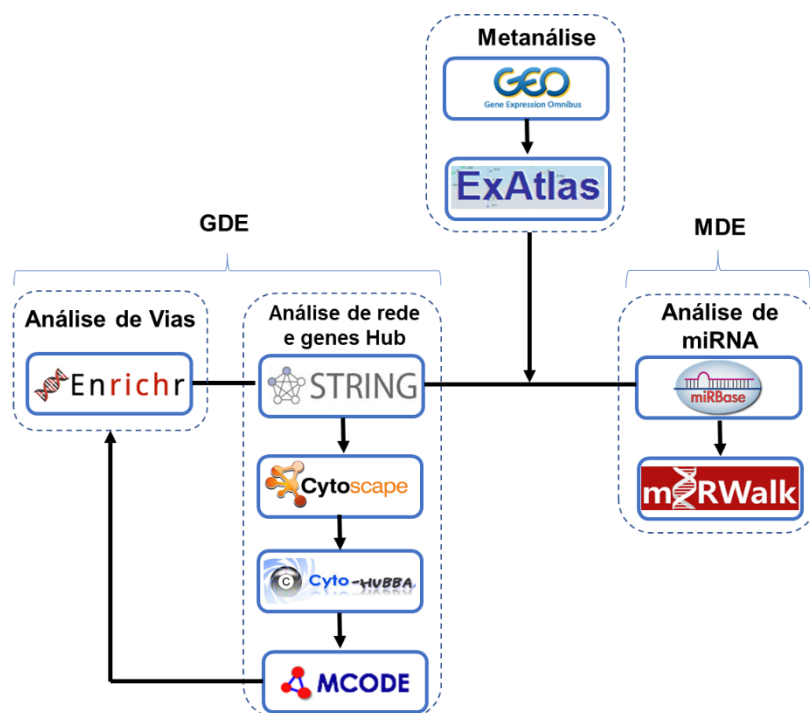 Metanálise
GEO
Gene Expression Omnibus
ExAtlas
GDE
MDE
Análise de Vias
Enrichr
Análise de rede
e genes Hub
STRING
Cytoscape
C
Cyto-HUBBA
MCODE
Análise de
miRNA
miRBase
miRWalk